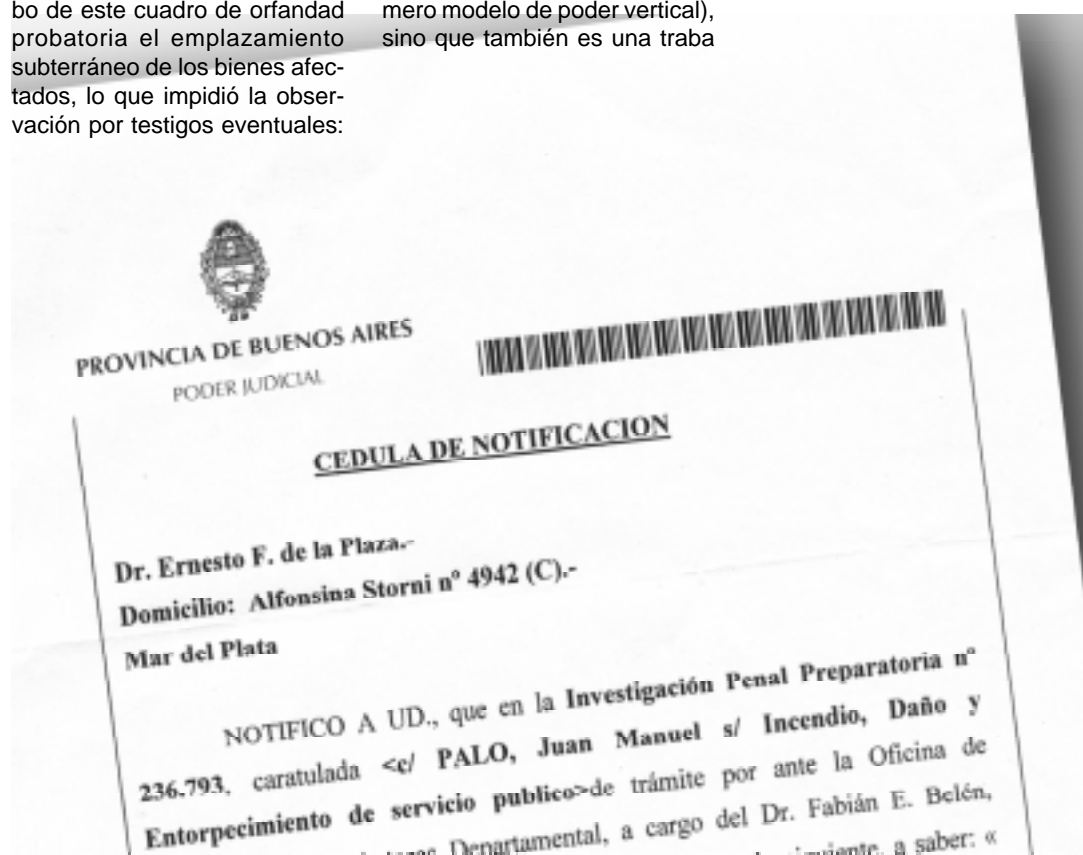 bo de este cuadro de orfandad
probatoria el emplazamiento
subterráneo de los bienes afec-
tados, lo que impidió la obser-
vación por testigos eventuales:
mero modelo de poder vertical),
sino que también es una traba
PROVINCIA DE BUENOS AIRES
PODER JUDICIAL
CEDULA DE NOTIFICACION
Dr. Ernesto F. de la Plaza.-
Domicilio: Alfonsina Storni nº 4942 (C).-
Mar del Plata
NOTIFICO A UD., que en la Investigación Penal Preparatoria nº
236.793, caratulada <c/ PALO, Juan Manuel s/ Incendio, Daño y
Entorpecimiento de servicio publico>de trámite por ante la Oficina de
Departamental, a cargo del Dr. Fabián E. Belén,
siguiente, a saber: «